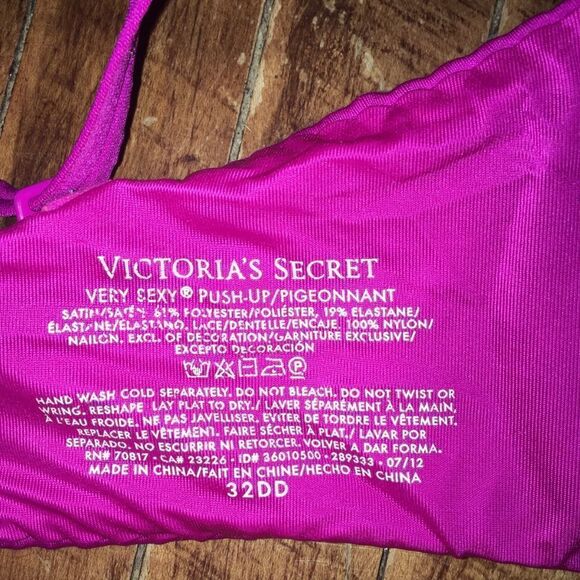 VICTORIA'S SECRET
VERY SEXY® PUSH-UP/PIGEONNANT
SATIN/SATEN 81% POLYESTER/POLIÉSTER, 19% ELASTANE/
ÉLASTHNE/ELASTANO. LACE/DENTELLE/ENCAJE, 100% NYLON/
NAILON. EXCL. OF DECORATION/GARNITURE EXCLUSIVE/
EXCEPTO DECORACIÓN
HAND WASH COLD SEPARATELY. DO NOT BLEACH. DO NOT TWIST OR
WRING. RESHAPE LAY FLAT TO DRY./ LAVER SÉPARÉMENT À LA MAIN,
À L'EAU FROIDE. NE PAS JAVELLISER. EVITER DE TORDRE LE VÊTEMENT.
REPLACER LE VÊTEMENT. FAIRE SÉCHER À PLAT./ LAVAR POR
SEPARADO. NO ESCURRIR NI RETORCER. VOLVER A DAR FORMA.
RN# 70817 • CA# 23226 • ID# 36010500 • 289333 • 07/12
MADE IN CHINA/FAIT EN CHINE/HECHO EN CHINA
32DD